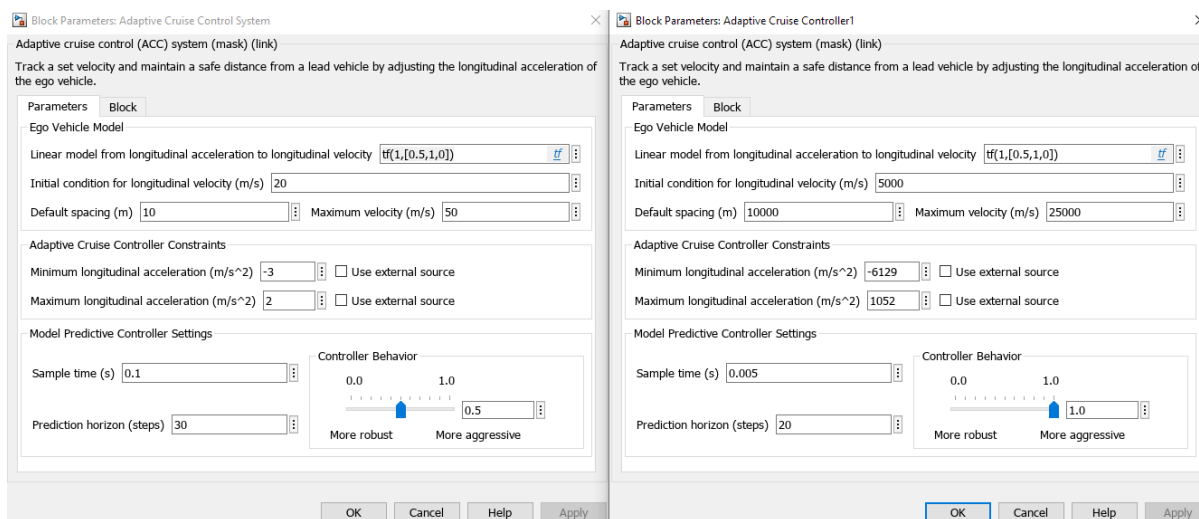 Block Parameters: Adaptive Cruise Control System
Adaptive cruise control (ACC) system (mask) (link)
Track a set velocity and maintain a safe distance from a lead vehicle by adjusting the longitudinal acceleration of
the ego vehicle.
Parameters Block
Ego Vehicle Model
Linear model from longitudinal acceleration to longitudinal velocity tf(1,[0.5,1,0]) tf
Initial condition for longitudinal velocity (m/s) 20
Default spacing (m) 10 Maximum velocity (m/s) 50
Adaptive Cruise Controller Constraints
Minimum longitudinal acceleration (m/s^2) -3 Use external source
Maximum longitudinal acceleration (m/s^2) 2 Use external source
Model Predictive Controller Settings
Controller Behavior
Sample time (s) 0.1
0.0 1.0
0.5
Prediction horizon (steps) 30
More robust More aggressive
OK Cancel Help Apply
Block Parameters: Adaptive Cruise Controller1
Adaptive cruise control (ACC) system (mask) (link)
Track a set velocity and maintain a safe distance from a lead vehicle by adjusting the longitudinal acceleration of
the ego vehicle.
Parameters Block
Ego Vehicle Model
Linear model from longitudinal acceleration to longitudinal velocity tf(1,[0.5,1,0]) tf
Initial condition for longitudinal velocity (m/s) 5000
Default spacing (m) 10000 Maximum velocity (m/s) 25000
Adaptive Cruise Controller Constraints
Minimum longitudinal acceleration (m/s^2) -6129 Use external source
Maximum longitudinal acceleration (m/s^2) 1052 Use external source
Model Predictive Controller Settings
Controller Behavior
Sample time (s) 0.005
0.0 1.0
1.0
Prediction horizon (steps) 20
More robust More aggressive
OK Cancel Help Apply